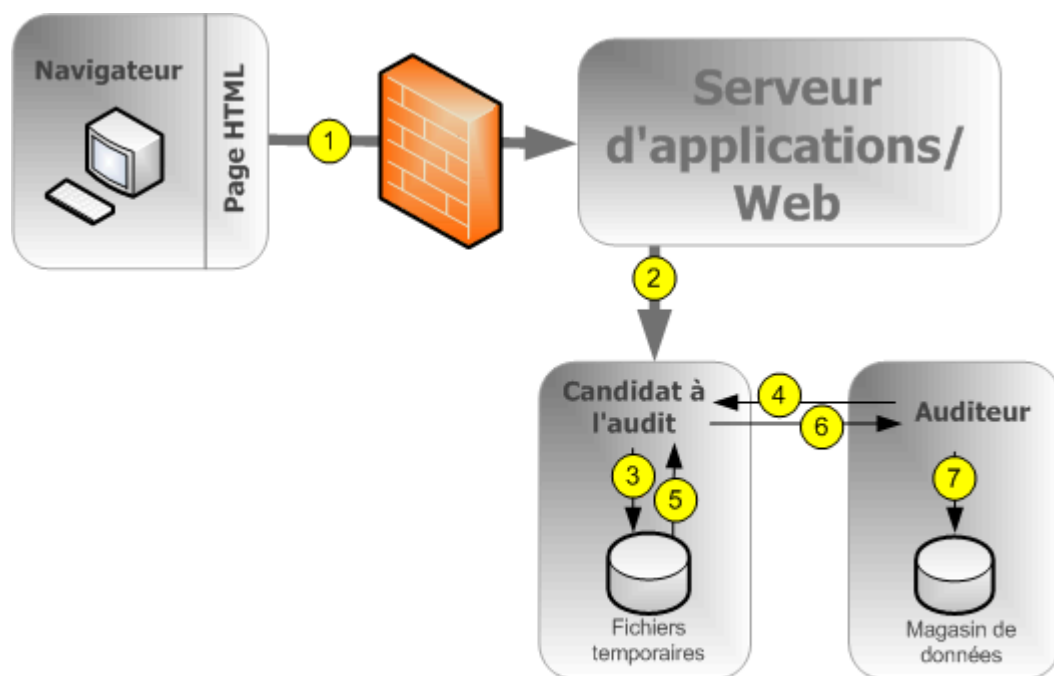 Navigateur
Page HTML
1
Serveur
d'applications/
Web
2
Candidat à
l'audit
4
6
Auditeur
3
5
7
Fichiers
temporaires
Magasin de
données